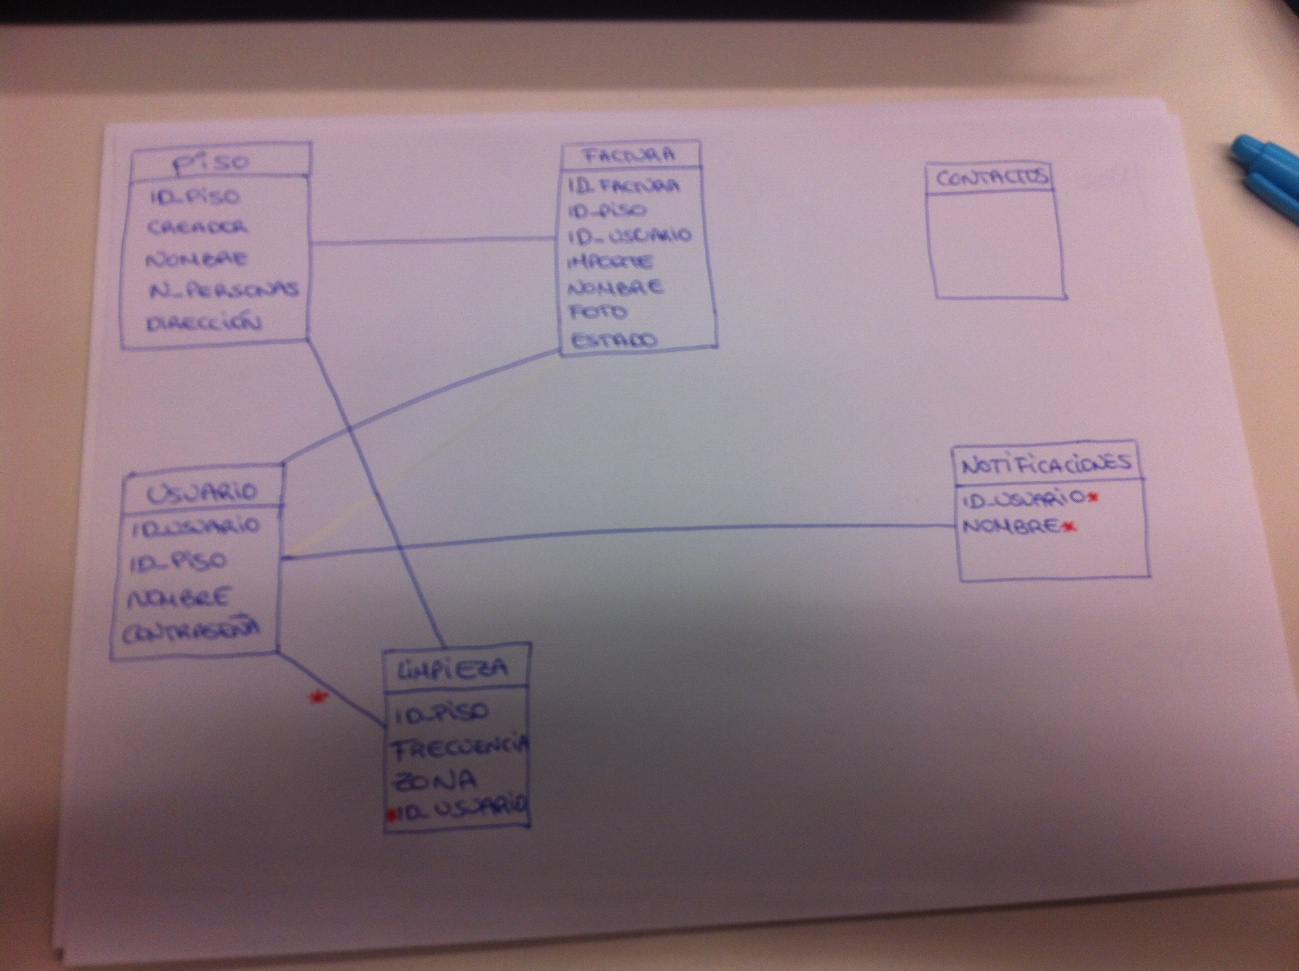 PISO
ID_PISO
CREADOR
NOMBRE
N_PERSONAS
DIRECCIÓN
FACTURA
ID_FACTURA
ID_PISO
ID_USUARIO
IMPORTE
NOMBRE
FOTO
ESTADO
CONTACTOS
USUARIO
ID_USUARIO
ID_PISO
NOMBRE
CONTRASEÑA
NOTIFICACIONES
ID_USUARIO*
NOMBRE*
*
LIMPIEZA
ID_PISO
FRECUENCIA
ZONA
*ID_USUARIO